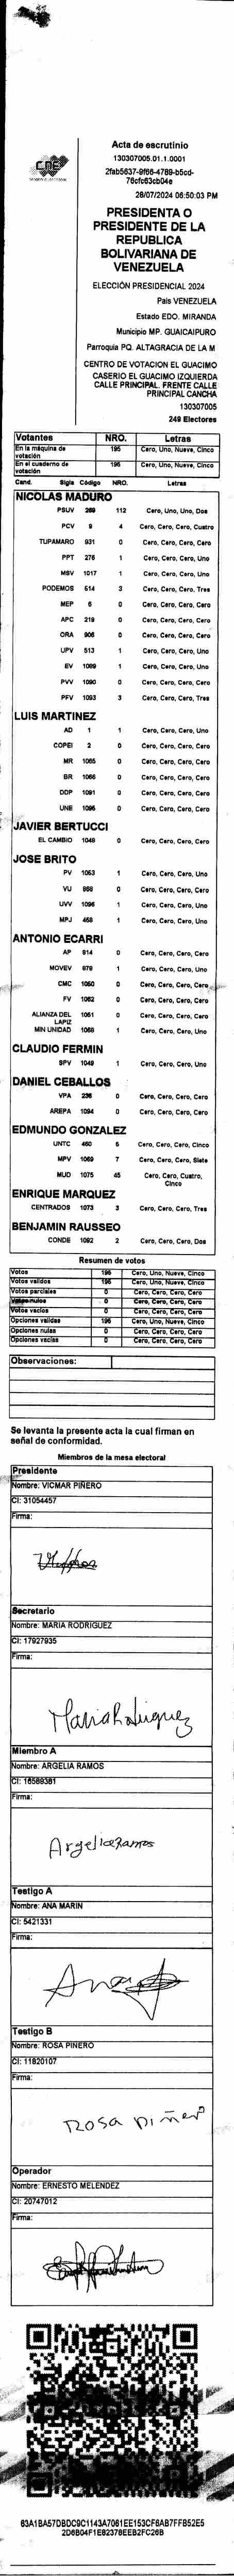 CNE
Acta de escrutinio
130307005.01.1.0001
2fab5637-9f66-4789-b5cd-
76cfc63cb04e
28/07/2024 06:50:03 PM
PRESIDENTA O
PRESIDENTE DE LA
REPUBLICA
BOLIVARIANA DE
VENEZUELA
ELECCIÓN PRESIDENCIAL 2024
Pais VENEZUELA
Estado EDO. MIRANDA
Municipio MP. GUAICAIPURO
Parroquia PQ. ALTAGRACIA DE LA M
CENTRO DE VOTACION EL GUACIMO
CASERIO EL GUACIMO IZQUIERDA
CALLE PRINCIPAL. FRENTE CALLE
PRINCIPAL CANCHA
130307005
249 Electores
Votantes NRO. Letras
En la máquina de votación 195 Cero, Uno, Nueve, Cinco
En el cuaderno de votación 195 Cero, Uno, Nueve, Cinco
Cand. Sigla Código NRO. Letras
NICOLAS MADURO
PSUV 269 112 Cero, Uno, Uno, Dos
PCV 9 4 Cero, Cero, Cero, Cuatro
TUPAMARO 931 0 Cero, Cero, Cero, Cero
PPT 276 1 Cero, Cero, Cero, Uno
MSV 1017 1 Cero, Cero, Cero, Uno
PODEMOS 514 3 Cero, Cero, Cero, Tres
MEP 6 0 Cero, Cero, Cero, Cero
APC 219 0 Cero, Cero, Cero, Cero
ORA 906 0 Cero, Cero, Cero, Cero
UPV 513 1 Cero, Cero, Cero, Uno
EV 1089 1 Cero, Cero, Cero, Uno
PVV 1090 0 Cero, Cero, Cero, Cero
PFV 1093 3 Cero, Cero, Cero, Tres
LUIS MARTINEZ
AD 1 1 Cero, Cero, Cero, Uno
COPEI 2 0 Cero, Cero, Cero, Cero
MR 1065 0 Cero, Cero, Cero, Cero
BR 1066 0 Cero, Cero, Cero, Cero
DDP 1091 0 Cero, Cero, Cero, Cero
UNE 1095 0 Cero, Cero, Cero, Cero
JAVIER BERTUCCI
EL CAMBIO 1048 0 Cero, Cero, Cero, Cero
JOSE BRITO
PV 1053 1 Cero, Cero, Cero, Uno
VU 968 0 Cero, Cero, Cero, Cero
UVV 1096 1 Cero, Cero, Cero, Uno
MPJ 458 1 Cero, Cero, Cero, Uno
ANTONIO ECARRI
AP 914 0 Cero, Cero, Cero, Cero
MOVEV 979 1 Cero, Cero, Cero, Uno
CMC 1050 0 Cero, Cero, Cero, Cero
FV 1082 0 Cero, Cero, Cero, Cero
ALIANZA DEL LAPIZ 1051 0 Cero, Cero, Cero, Cero
MIN UNIDAD 1068 1 Cero, Cero, Cero, Uno
CLAUDIO FERMIN
SPV 1049 1 Cero, Cero, Cero, Uno
DANIEL CEBALLOS
VPA 236 0 Cero, Cero, Cero, Cero
AREPA 1094 0 Cero, Cero, Cero, Cero
EDMUNDO GONZALEZ
UNTC 460 5 Cero, Cero, Cero, Cinco
MPV 1069 7 Cero, Cero, Cero, Siete
MUD 1075 45 Cero, Cero, Cuatro,
Cinco
ENRIQUE MARQUEZ
CENTRADOS 1073 3 Cero, Cero, Cero, Tres
BENJAMIN RAUSSEO
CONDE 1092 2 Cero, Cero, Cero, Dos
Resumen de votos
Votos 195 Cero, Uno, Nueve, Cinco
Votos validos 195 Cero, Uno, Nueve, Cinco
Votos parciales 0 Cero, Cero, Cero, Cero
Votos nulos 0 Cero, Cero, Cero, Cero
Votos vacios 0 Cero, Cero, Cero, Cero
Opciones validas 195 Cero, Uno, Nueve, Cinco
Opciones nulas 0 Cero, Cero, Cero, Cero
Opciones vacias 0 Cero, Cero, Cero, Cero
Observaciones:
Se levanta la presente acta la cual firman en
señal de conformidad.
Miembros de la mesa electoral
Presidente
Nombre: VICMAR PIÑERO
CI: 31054457
Firma:
Secretario
Nombre: MARIA RODRIGUEZ
CI: 17927935
Firma:
Maria Rodriguez
Miembro A
Nombre: ARGELIA RAMOS
CI: 16589381
Firma:
Argelia Ramos
Testigo A
Nombre: ANA MARIN
CI: 5421331
Firma:
Ana
Testigo B
Nombre: ROSA PINERO
CI: 11820107
Firma:
Rosa piñero
Operador
Nombre: ERNESTO MELENDEZ
CI: 20747012
Firma:
63A1BA57DBDC9C1143A7061EE153CF6AB7FFB52E5
2D6B04F1E82378EEB2FC26B